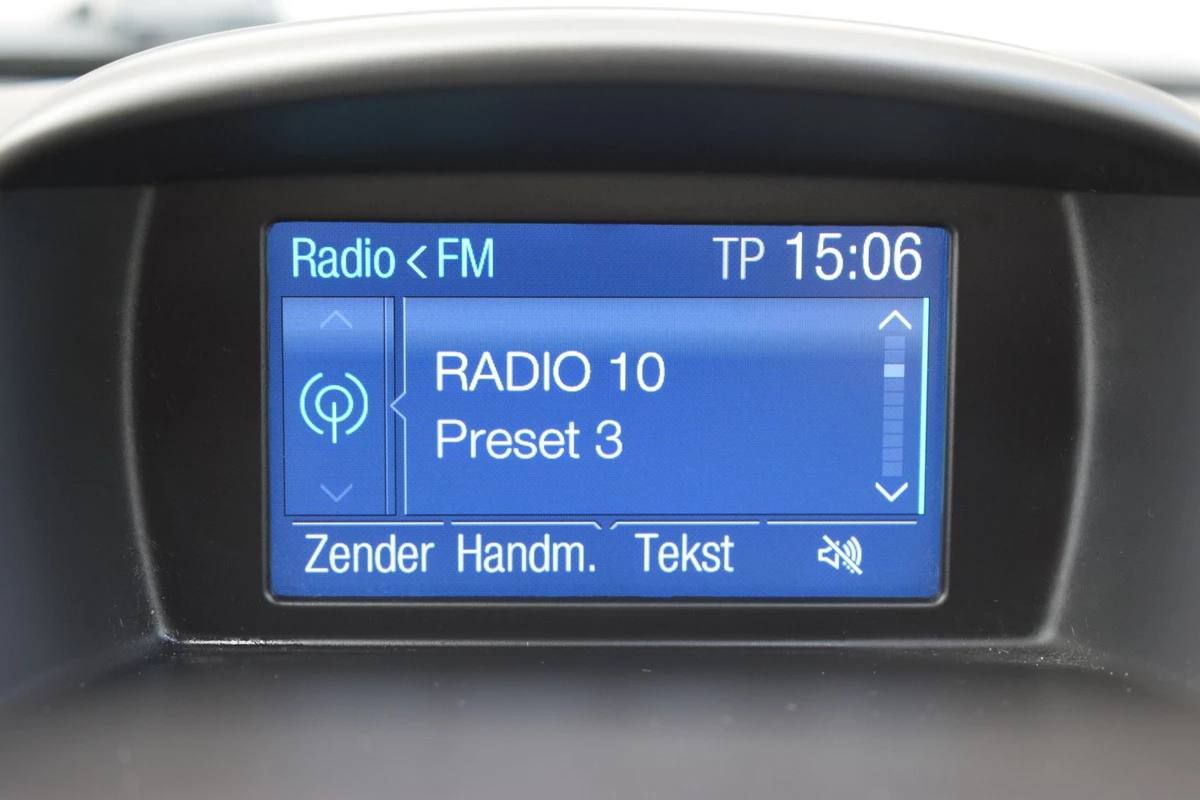 Radio < FM TP 15:06
RADIO 10
Preset 3
Zender Handm. Tekst